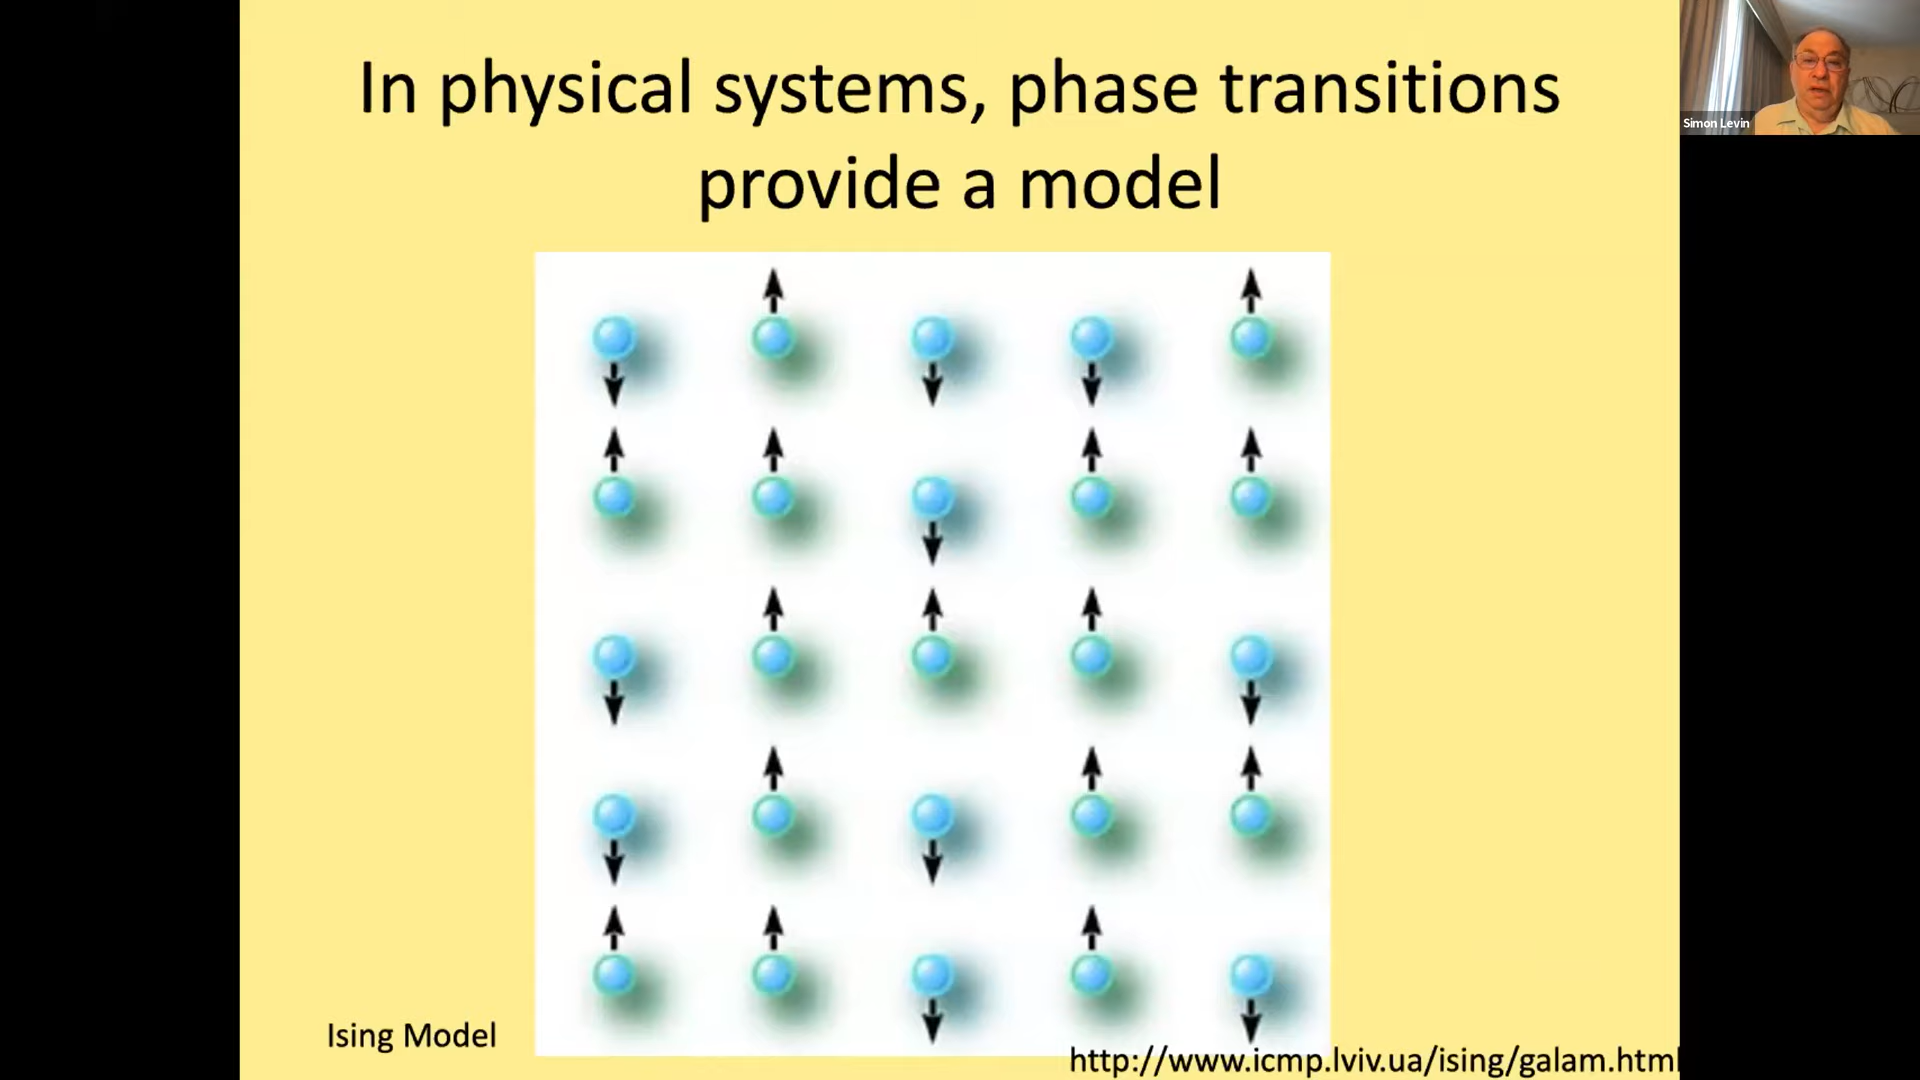 In physical systems, phase transitions
provide a model
Simon Levin
Ising Model
http://www.icmp.lviv.ua/ising/galam.html